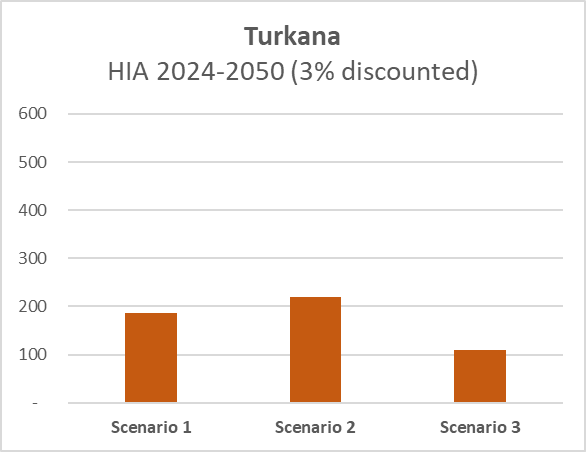 Turkana
HIA 2024-2050 (3% discounted)
600
500
400
300
200
100
-
Scenario 1
Scenario 2
Scenario 3